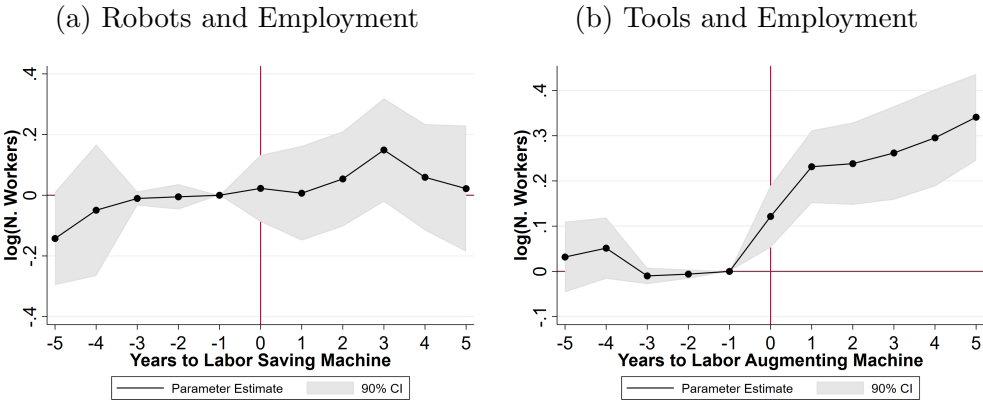 (a) Robots and Employment
(b) Tools and Employment
log(N. Workers)
.4
.2
0
-.2
-.4
-5 -4 -3 -2 -1 0 1 2 3 4 5
Years to Labor Saving Machine
Parameter Estimate 90% CI
log(N. Workers)
.4
.3
.2
.1
0
-.1
-5 -4 -3 -2 -1 0 1 2 3 4 5
Years to Labor Augmenting Machine
Parameter Estimate 90% CI